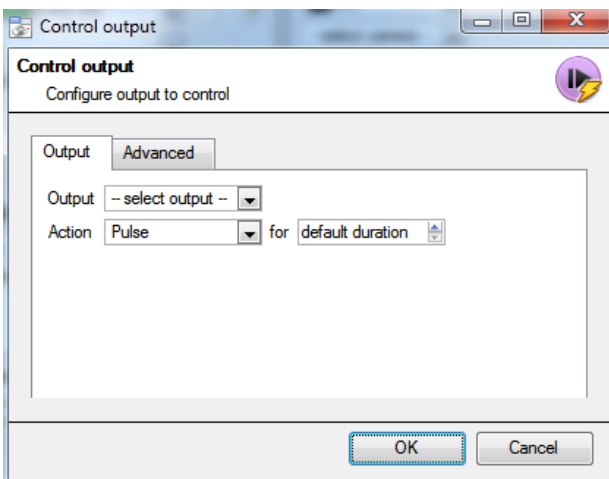 Control output
Control output
Configure output to control
Output Advanced
Output -- select output --
Action Pulse for default duration
OK Cancel